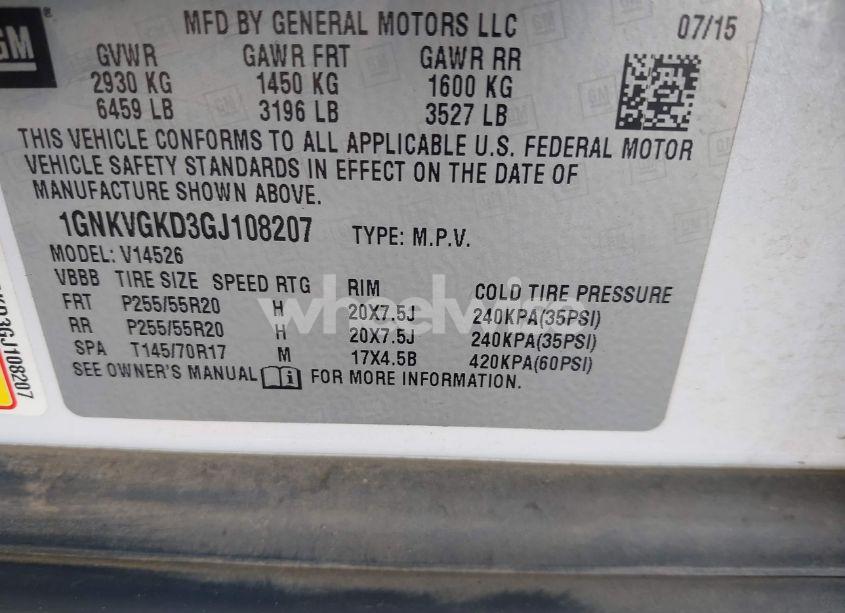 GM
MFD BY GENERAL MOTORS LLC 07/15
GVWR GAWR FRT GAWR RR
2930 KG 1450 KG 1600 KG
6459 LB 3196 LB 3527 LB
THIS VEHICLE CONFORMS TO ALL APPLICABLE U.S. FEDERAL MOTOR
VEHICLE SAFETY STANDARDS IN EFFECT ON THE DATE OF
MANUFACTURE SHOWN ABOVE.
1GNKVGKD3GJ108207 TYPE: M.P.V.
MODEL: V14526
VBBB TIRE SIZE SPEED RTG RIM COLD TIRE PRESSURE
FRT P255/55R20 H 20X7.5J 240KPA(35PSI)
RR P255/55R20 H 20X7.5J 240KPA(35PSI)
SPA T145/70R17 M 17X4.5B 420KPA(60PSI)
SEE OWNER'S MANUAL FOR MORE INFORMATION.
wheelwire
KD3GJ108207